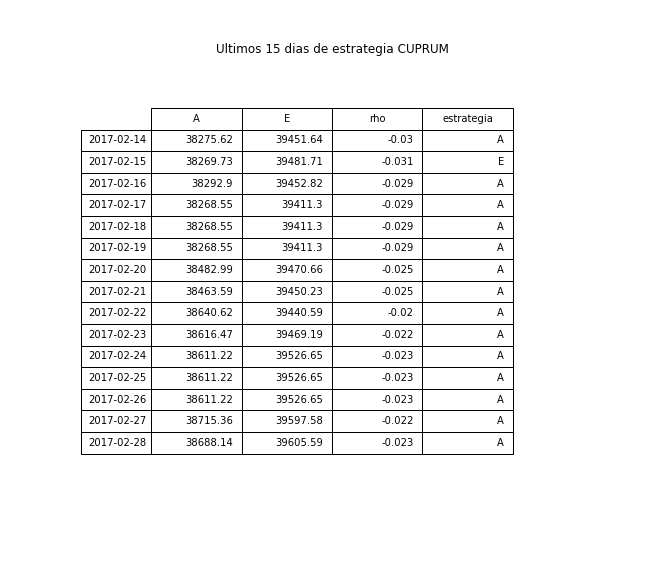 Ultimos 15 dias de estrategia CUPRUM
A E rho estrategia
2017-02-14 38275.62 39451.64 -0.03 A
2017-02-15 38269.73 39481.71 -0.031 E
2017-02-16 38292.9 39452.82 -0.029 A
2017-02-17 38268.55 39411.3 -0.029 A
2017-02-18 38268.55 39411.3 -0.029 A
2017-02-19 38268.55 39411.3 -0.029 A
2017-02-20 38482.99 39470.66 -0.025 A
2017-02-21 38463.59 39450.23 -0.025 A
2017-02-22 38640.62 39440.59 -0.02 A
2017-02-23 38616.47 39469.19 -0.022 A
2017-02-24 38611.22 39526.65 -0.023 A
2017-02-25 38611.22 39526.65 -0.023 A
2017-02-26 38611.22 39526.65 -0.023 A
2017-02-27 38715.36 39597.58 -0.022 A
2017-02-28 38688.14 39605.59 -0.023 A